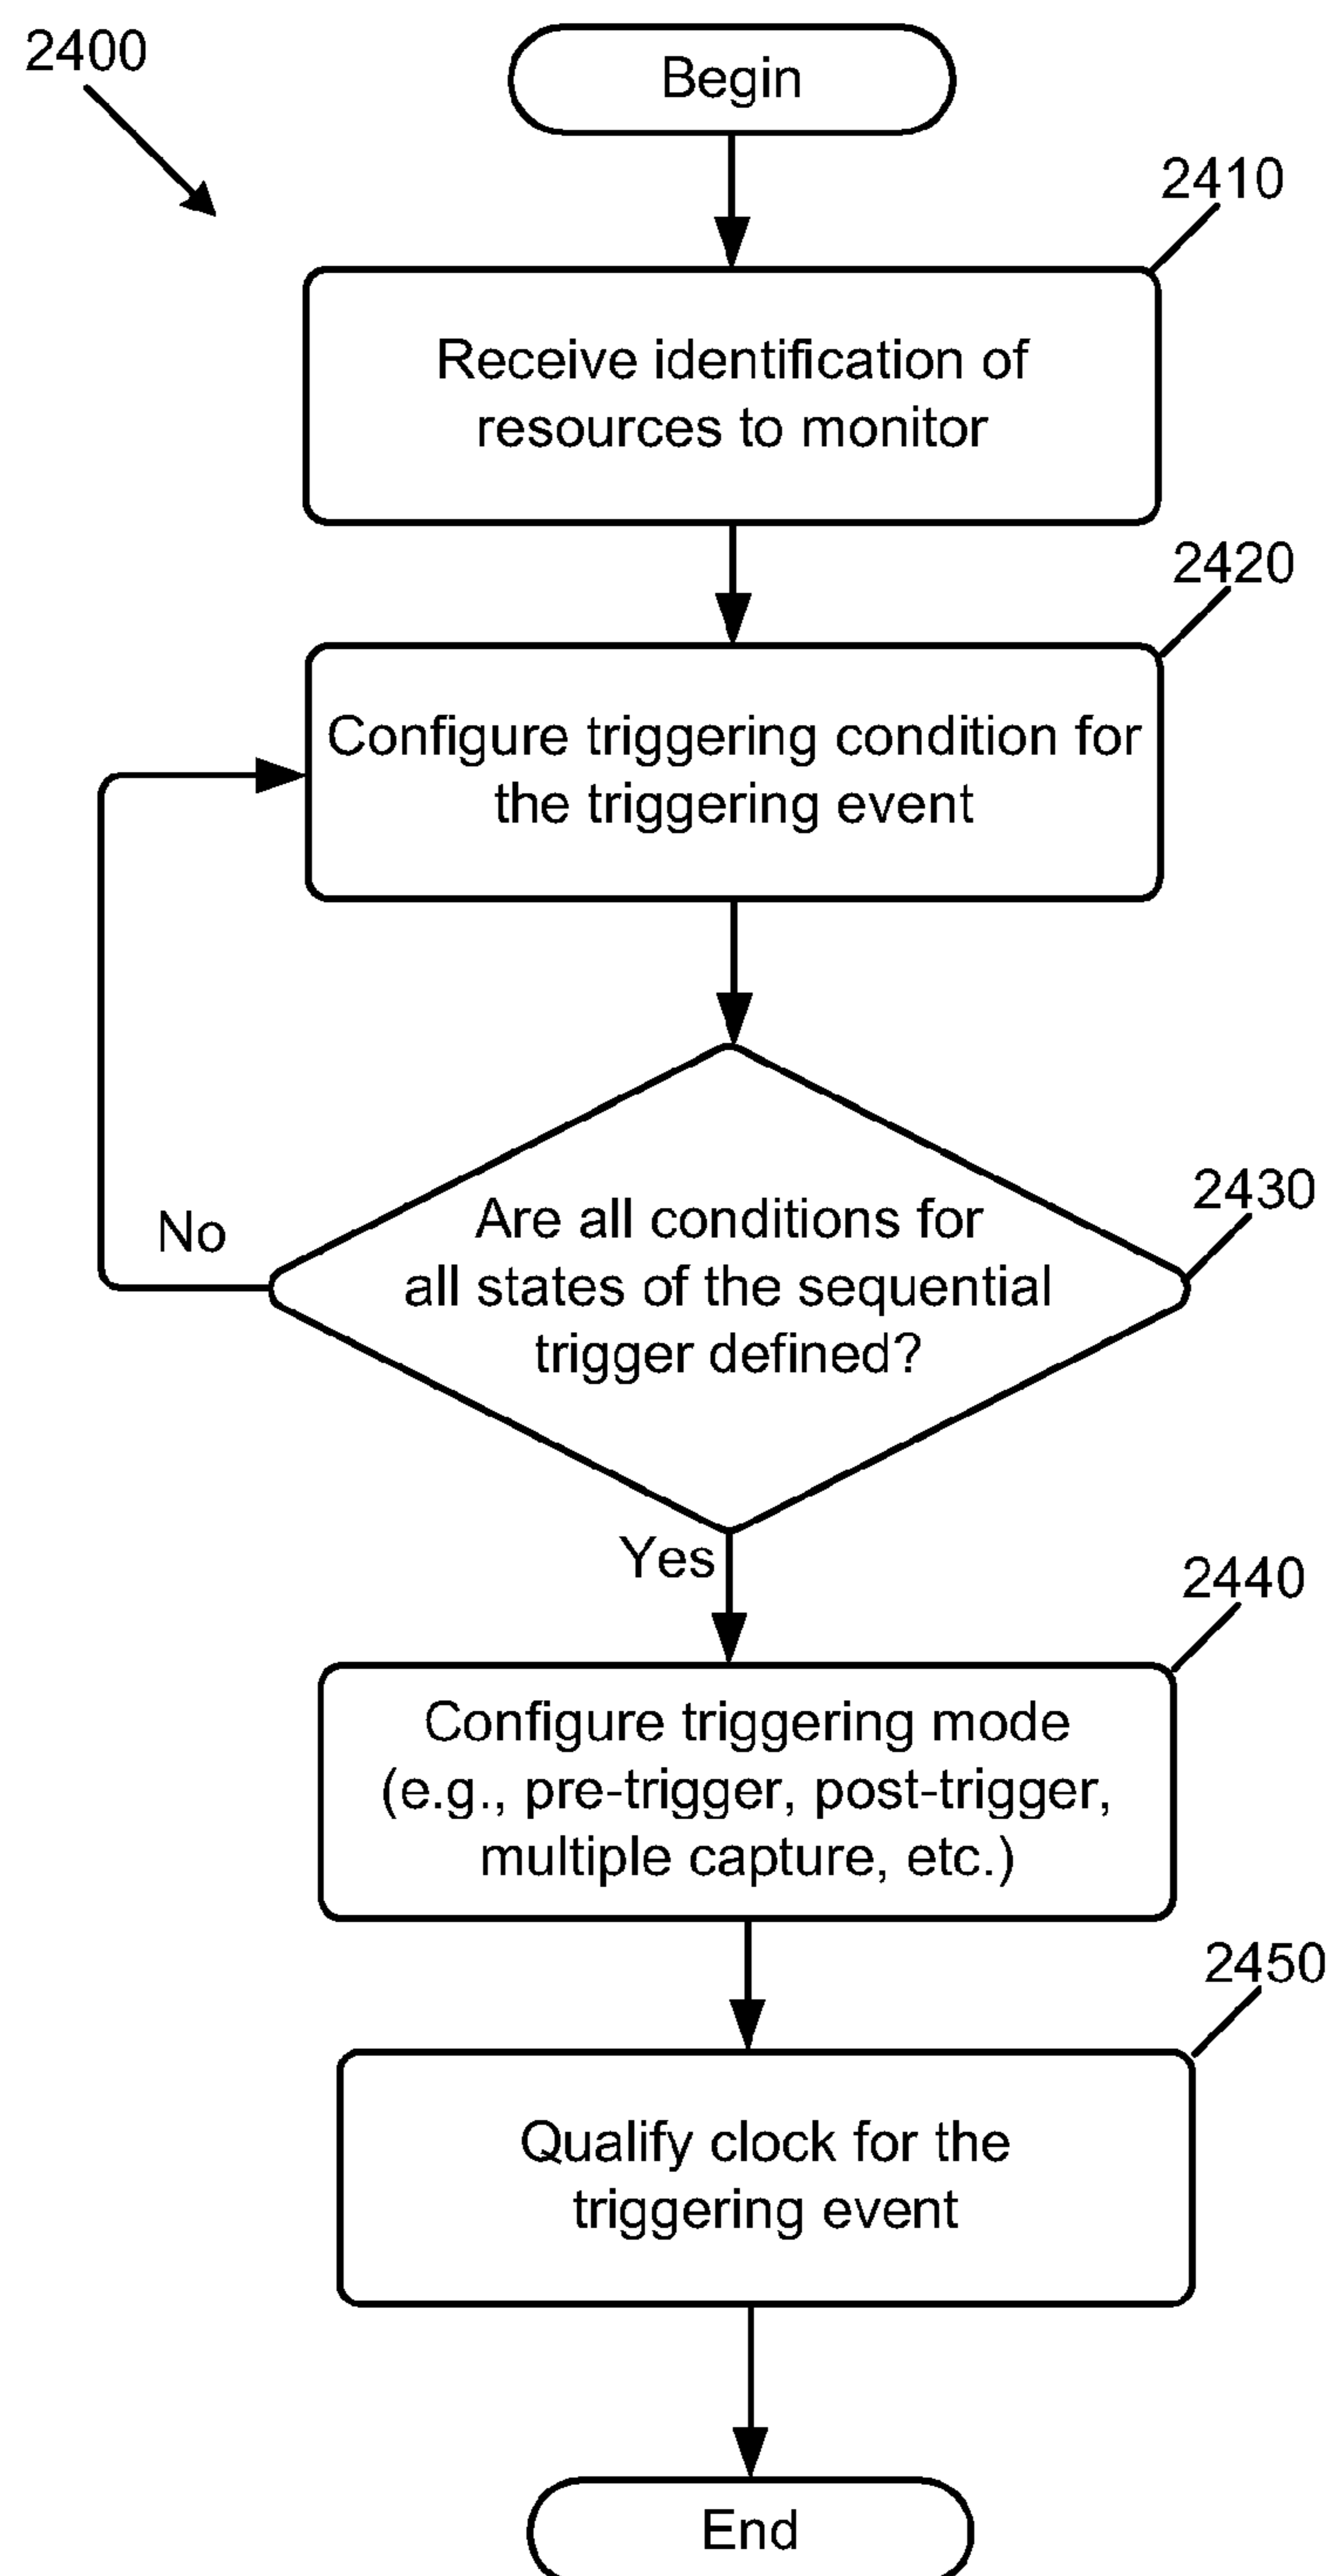 2400
Begin
2410
Receive identification of
resources to monitor
2420
Configure triggering condition for
the triggering event
2430
Are all conditions for
all states of the sequential
trigger defined?
No
Yes
2440
Configure triggering mode
(e.g., pre-trigger, post-trigger,
multiple capture, etc.)
2450
Qualify clock for the
triggering event
End